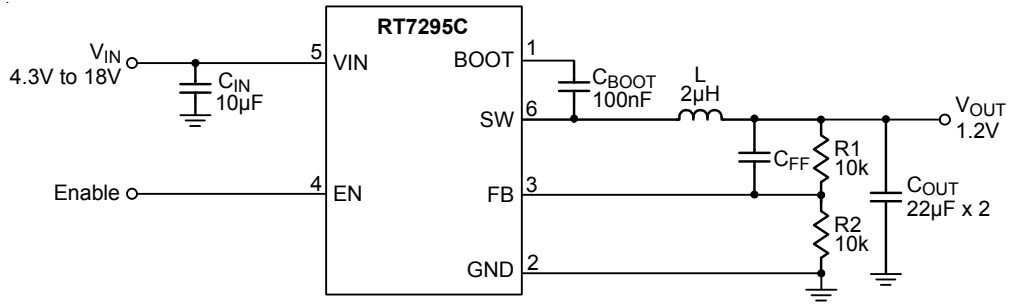 RT7295C
V_IN
4.3V to 18V
C_IN
10µF
5
VIN
BOOT
1
C_BOOT
100nF
L
2µH
V_OUT
1.2V
SW
6
C_FF
R1
10k
Enable
4
EN
FB
3
C_OUT
22µF x 2
R2
10k
GND
2